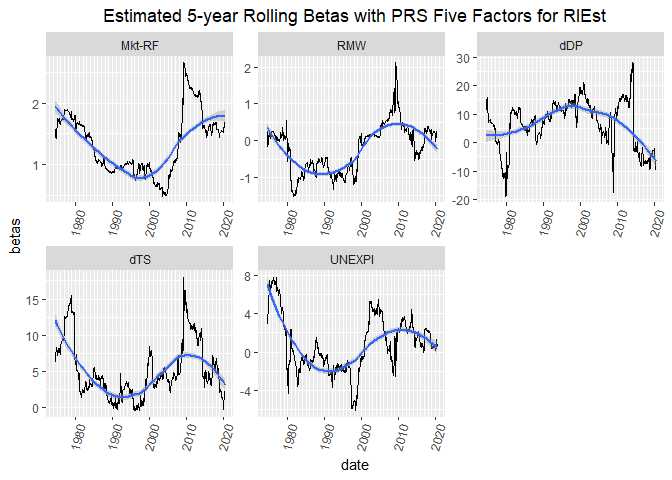 Estimated 5-year Rolling Betas with PRS Five Factors for RlEst
Mkt-RF
RMW
dDP
2
1
2
1
0
-1
30
20
10
0
-10
-20
1980 1990 2000 2010 2020
1980 1990 2000 2010 2020
1980 1990 2000 2010 2020
betas
dTS
UNEXPI
15
10
5
0
8
4
0
-4
1980 1990 2000 2010 2020
1980 1990 2000 2010 2020
date